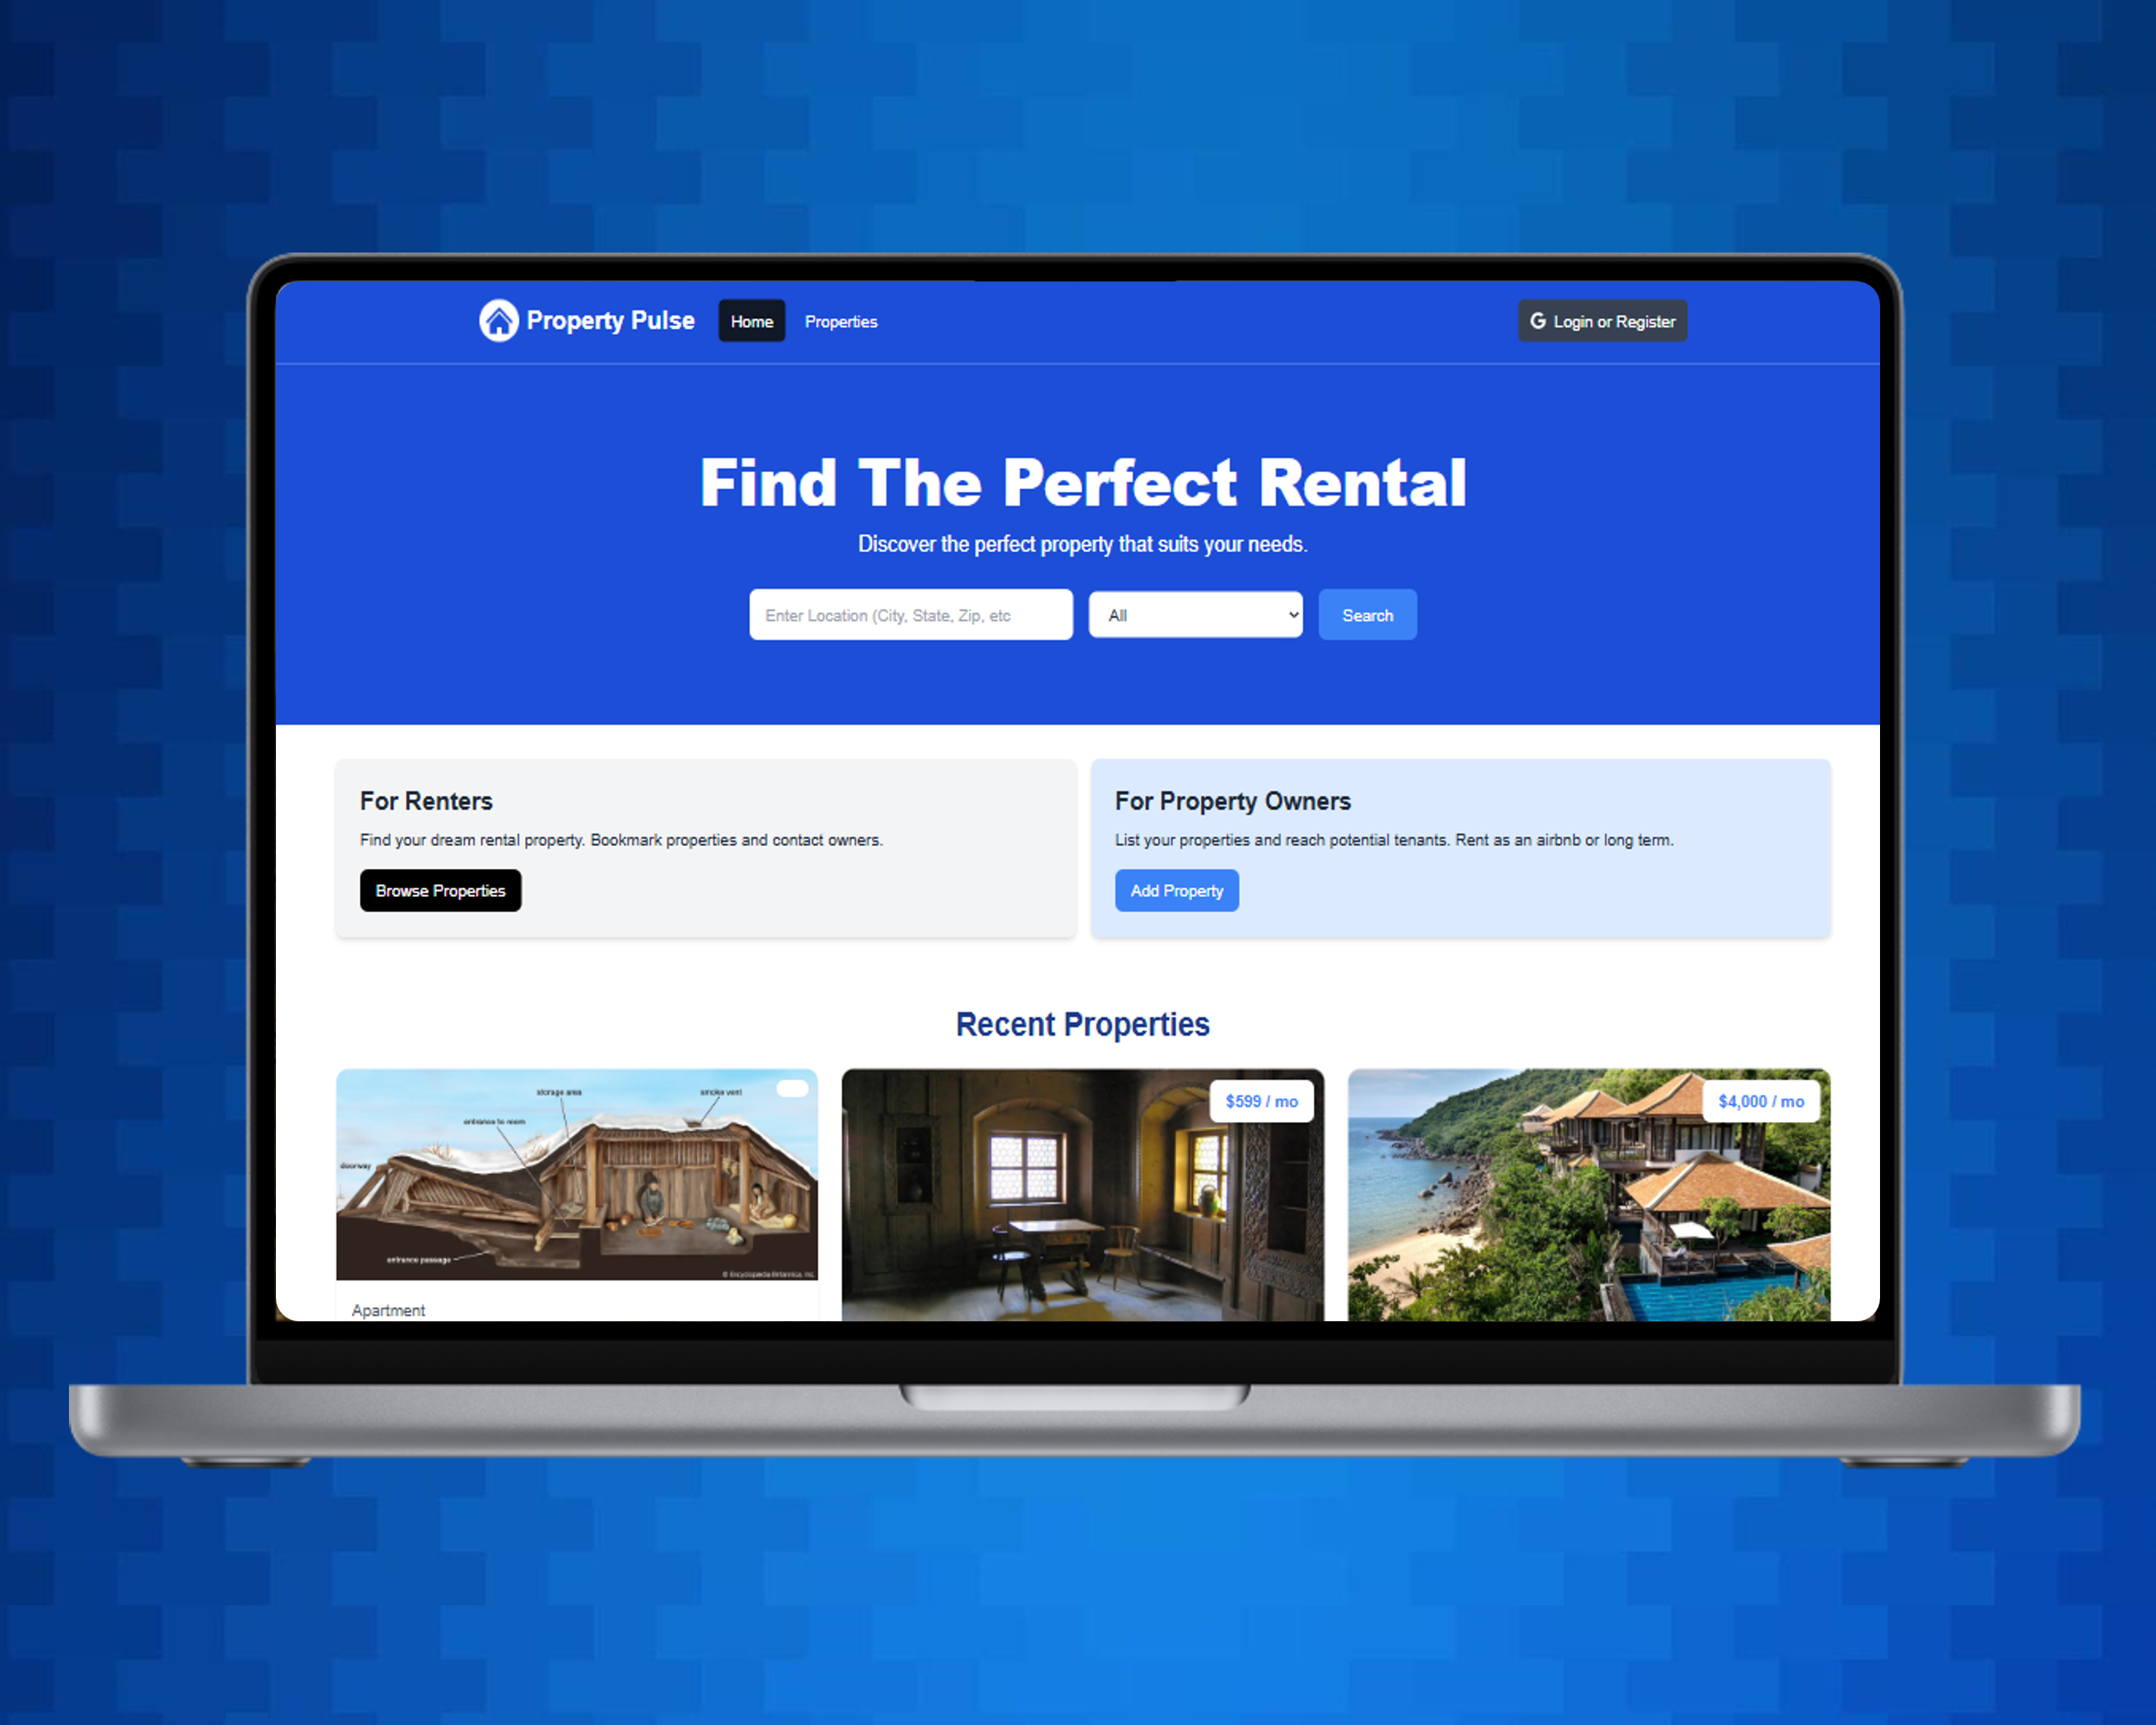 Property Pulse
Home
Properties
G Login or Register
Find The Perfect Rental
Discover the perfect property that suits your needs.
Enter Location (City, State, Zip, etc
All
Search
For Renters
Find your dream rental property. Bookmark properties and contact owners.
Browse Properties
For Property Owners
List your properties and reach potential tenants. Rent as an airbnb or long term.
Add Property
Recent Properties
storage area
smoke vent
entrance to room
doorway
entrance passage
© Encyclopædia Britannica, Inc.
$599 / mo
$4,000 / mo
Apartment